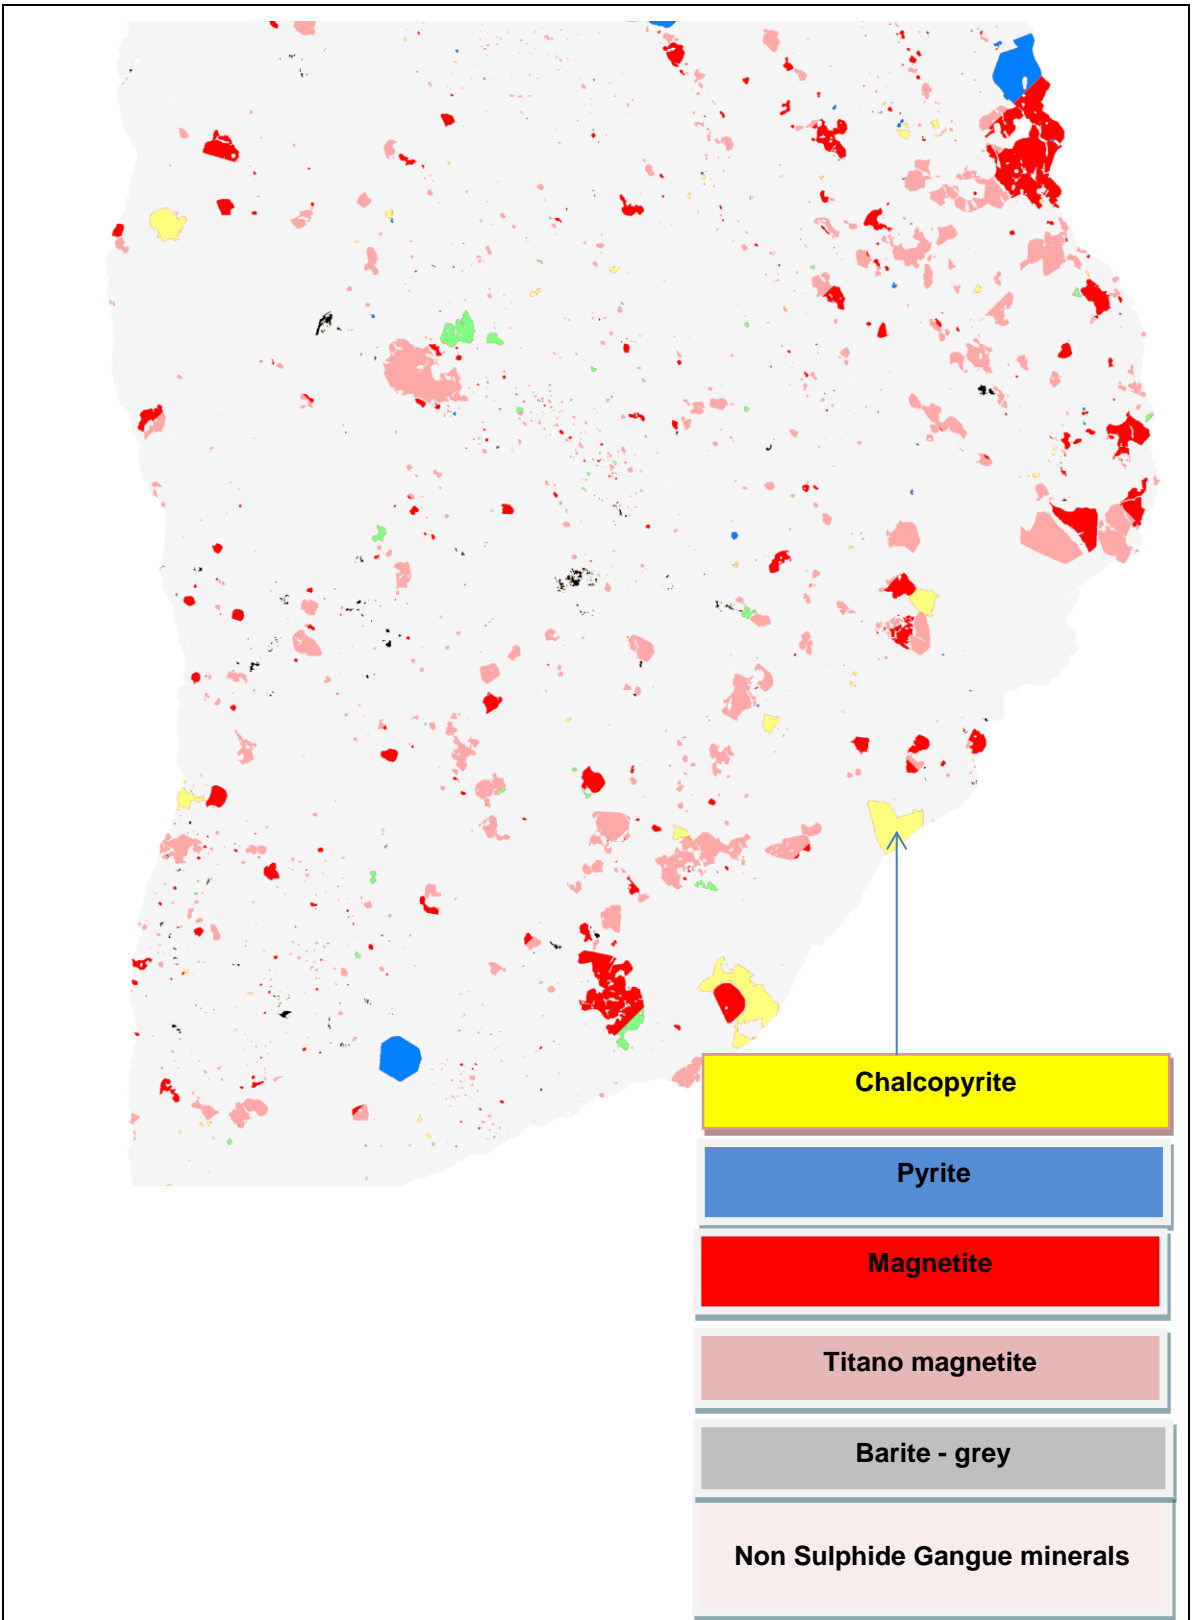 Chalcopyrite
Pyrite
Magnetite
Titano magnetite
Barite - grey
Non Sulphide Gangue minerals